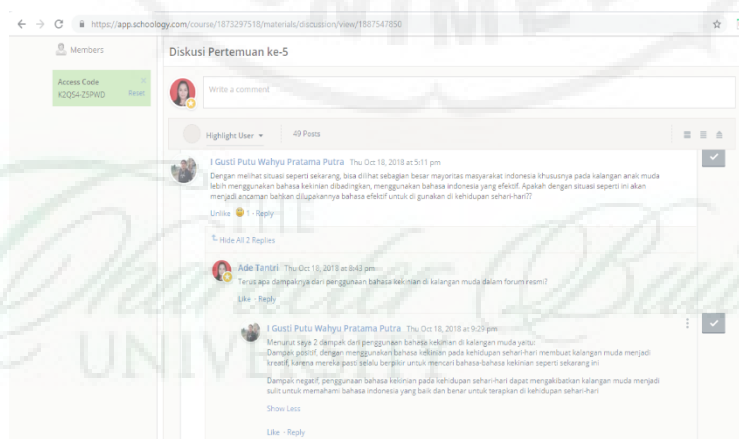 https://app.schoology.com/course/1873297518/materials/discussion/view/1887547850
Members
Diskusi Pertemuan ke-5
Access Code
K2QS4-Z5PWD Reset
Write a comment
Highlight User 49 Posts
I Gusti Putu Wahyu Pratama Putra Thu Oct 18, 2018 at 5:11 pm
Dengan melihat situasi seperti sekarang, bisa dilihat sebagian besar mayoritas masyarakat indonesia khususnya pada kalangan anak muda
lebih menggunakan bahasa kekinian dibadingkan, menggunakan bahasa indonesia yang efektif. Apakah dengan situasi seperti ini akan
menjadi ancaman bahkan dilupakannya bahasa efektif untuk di gunakan di kehidupan sehari-hari??
Unlike 1 · Reply
Hide All 2 Replies
Ade Tantri Thu Oct 18, 2018 at 8:43 pm
Terus apa dampaknya dari penggunaan bahasa kekinian di kalangan muda dalam forum resmi?
Like · Reply
I Gusti Putu Wahyu Pratama Putra Thu Oct 18, 2018 at 9:29 pm
Menurut saya 2 dampak dari penggunaan bahasa kekinian di kalangan muda yaitu:
Dampak positif, dengan menggunakan bahasa kekinian pada kehidupan sehari-hari membuat kalangan muda menjadi
kreatif, karena mereka pasti selalu berpikir untuk mencari bahasa-bahasa kekinian seperti sekarang ini
Dampak negatif, penggunaan bahasa kekinian pada kehidupan sehari-hari dapat mengakibatkan kalangan muda menjadi
sulit untuk memahami bahasa indonesia yang baik dan benar untuk terapkan di kehidupan sehari-hari
Show Less
Like · Reply
THE
UNIVERSITY